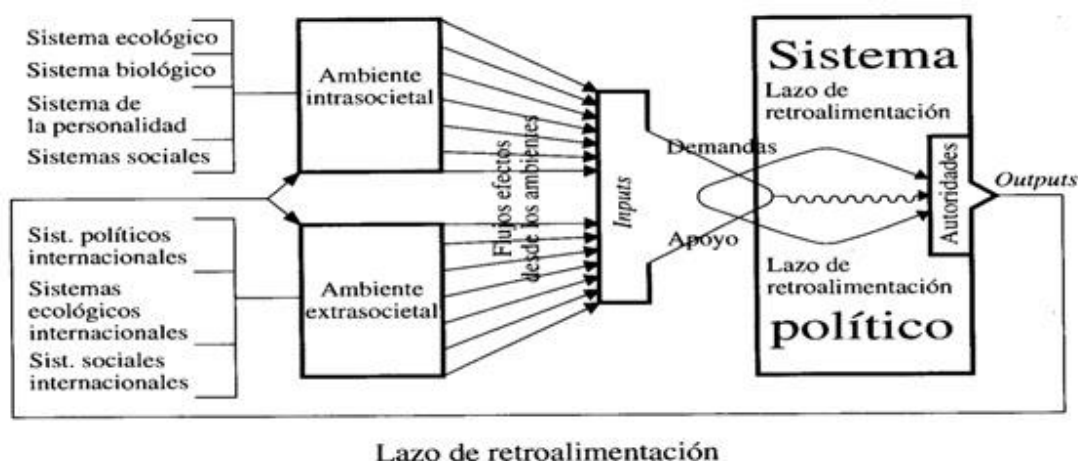 Sistema ecológico
Sistema biológico
Sistema de
la personalidad
Sistemas sociales
Ambiente
intrasocietal
Sist. políticos
internacionales
Sistemas
ecológicos
internacionales
Sist. sociales
internacionales
Ambiente
extrasocietal
Flujos efectos
desde los ambientes
Inputs
Demandas
Apoyo
Sistema
Lazo de
retroalimentación
Autoridades
Lazo de
retroalimentación
político
Outputs
Lazo de retroalimentación